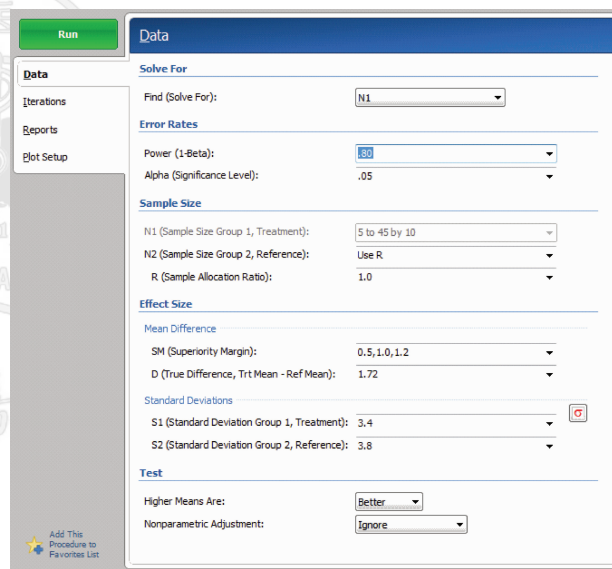 Run
Data
Iterations
Reports
Plot Setup
Add This
Procedure to
Favorites List
Data
Solve For
Find (Solve For): N1
Error Rates
Power (1-Beta): .80
Alpha (Significance Level): .05
Sample Size
N1 (Sample Size Group 1, Treatment): 5 to 45 by 10
N2 (Sample Size Group 2, Reference): Use R
R (Sample Allocation Ratio): 1.0
Effect Size
Mean Difference
SM (Superiority Margin): 0.5,1.0,1.2
D (True Difference, Trt Mean - Ref Mean): 1.72
Standard Deviations
σ
S1 (Standard Deviation Group 1, Treatment): 3.4
S2 (Standard Deviation Group 2, Reference): 3.8
Test
Higher Means Are: Better
Nonparametric Adjustment: Ignore